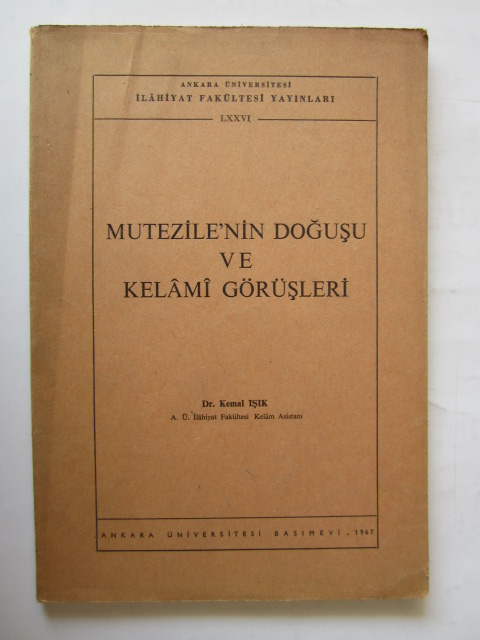 ANKARA ÜNİVERSİTESİ
İLÂHİYAT FAKÜLTESİ YAYINLARI
LXXVI
MUTEZİLE'NİN DOĞUŞU
VE
KELÂMÎ GÖRÜŞLERİ
Dr. Kemal IŞIK
A. Ü. İlâhiyat Fakültesi Kelâm Asistanı
ANKARA ÜNİVERSİTESİ BASIMEVİ . 1967